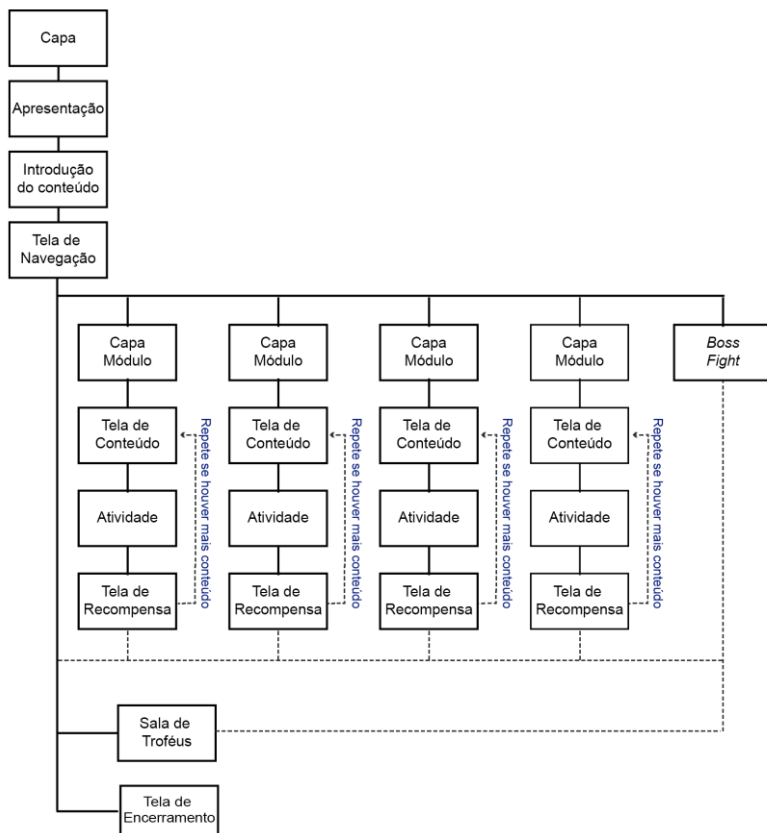 Capa
Apresentação
Introdução
do conteúdo
Tela de
Navegação
Capa
Módulo
Tela de
Conteúdo
Atividade
Tela de
Recompensa
Repete se houver mais conteúdo
Capa
Módulo
Tela de
Conteúdo
Atividade
Tela de
Recompensa
Repete se houver mais conteúdo
Capa
Módulo
Tela de
Conteúdo
Atividade
Tela de
Recompensa
Repete se houver mais conteúdo
Capa
Módulo
Tela de
Conteúdo
Atividade
Tela de
Recompensa
Repete se houver mais conteúdo
Boss
Fight
Sala de
Troféus
Tela de
Encerramento